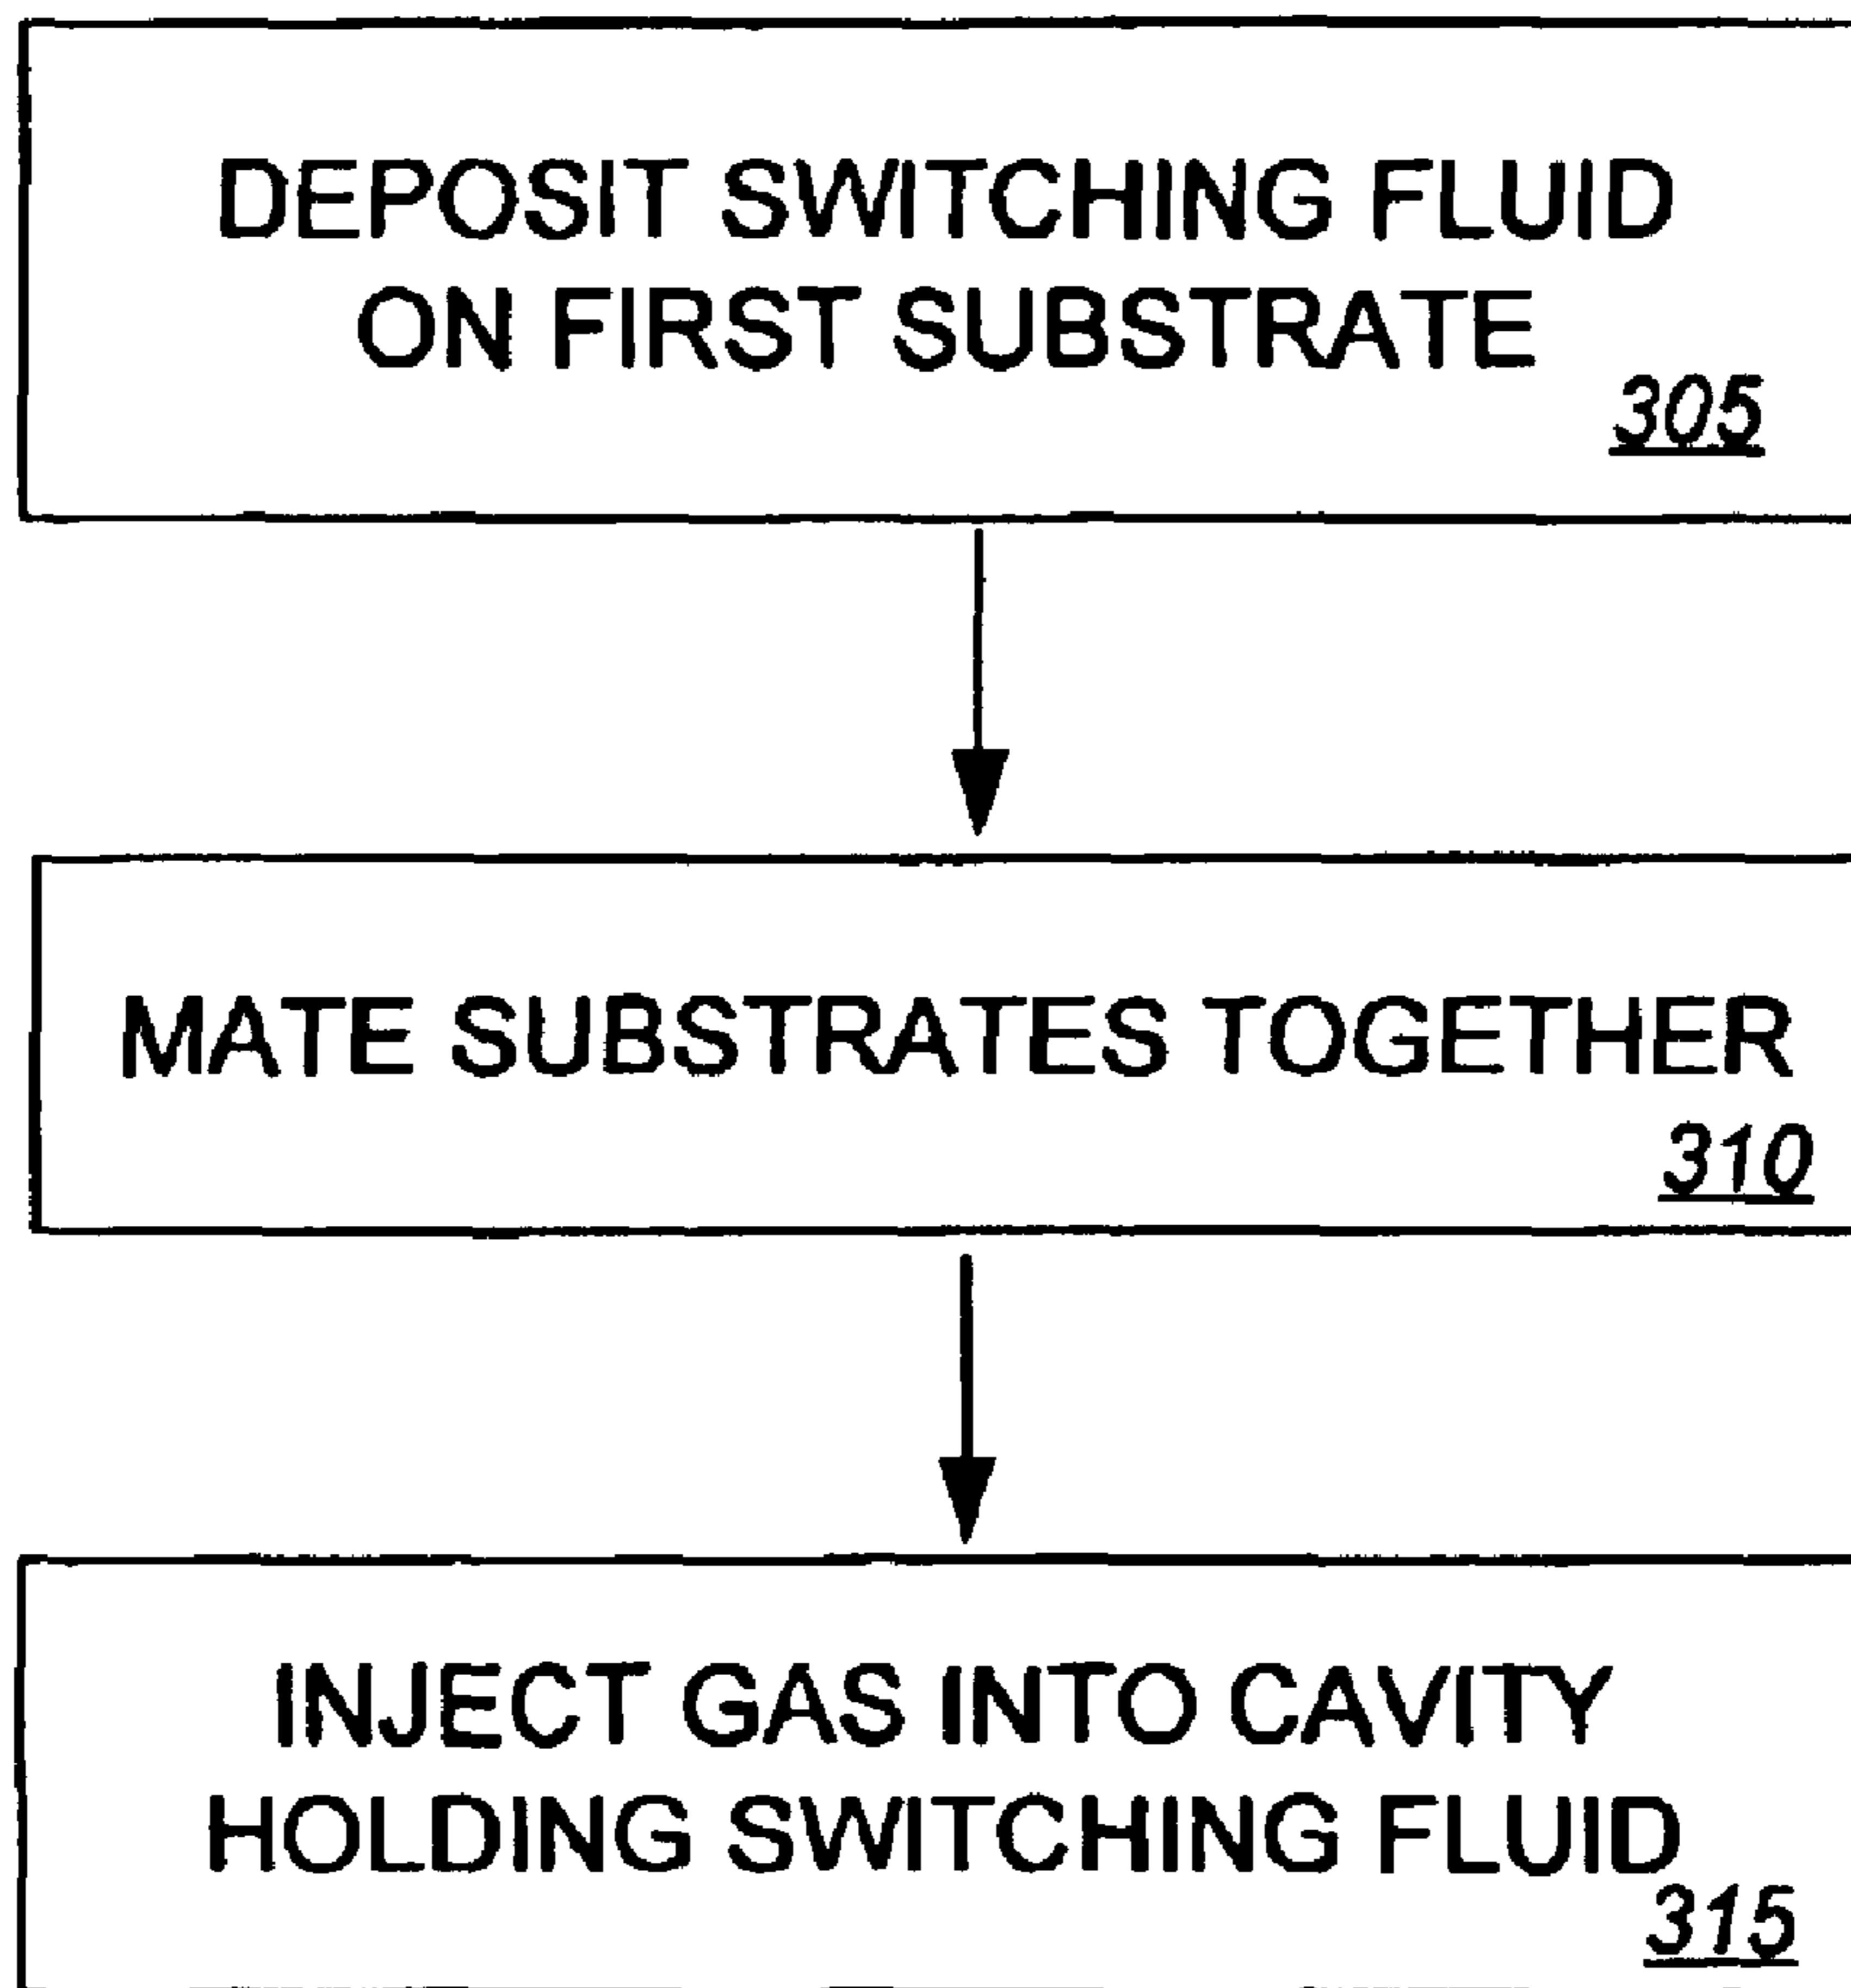 DEPOSIT SWITCHING FLUID
ON FIRST SUBSTRATE
305
MATE SUBSTRATES TOGETHER
310
INJECT GAS INTO CAVITY
HOLDING SWITCHING FLUID
315